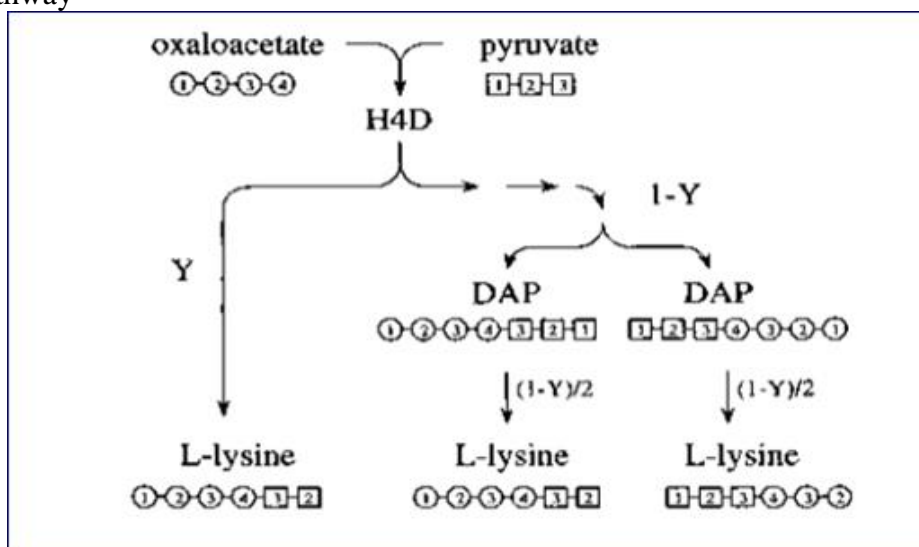 thway
oxaloacetate pyruvate
1 2 3 4 1 2 3
H4D
1-Y
Y
DAP DAP
1 2 3 4 3 2 1 1 2 3 4 3 2 1
(1-Y)/2 (1-Y)/2
L-lysine L-lysine L-lysine
1 2 3 4 3 2 1 2 3 4 3 2 1 2 3 4 3 2